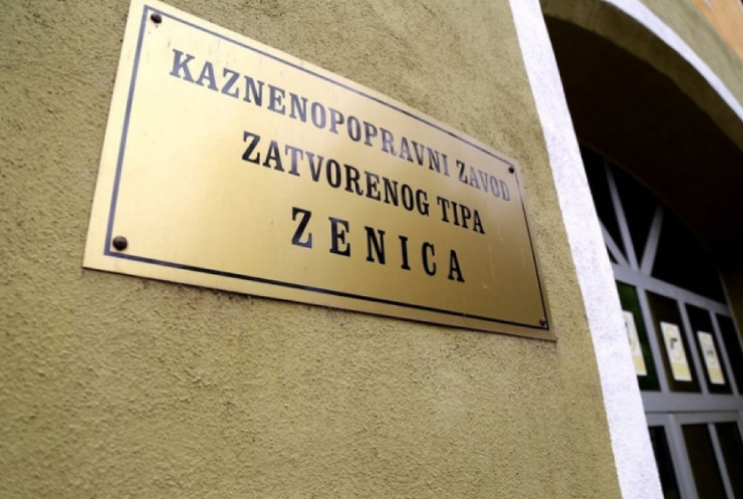 KAZNENOPOPRAVNI ZAVOD
ZATVORENOG TIPA
ZENICA